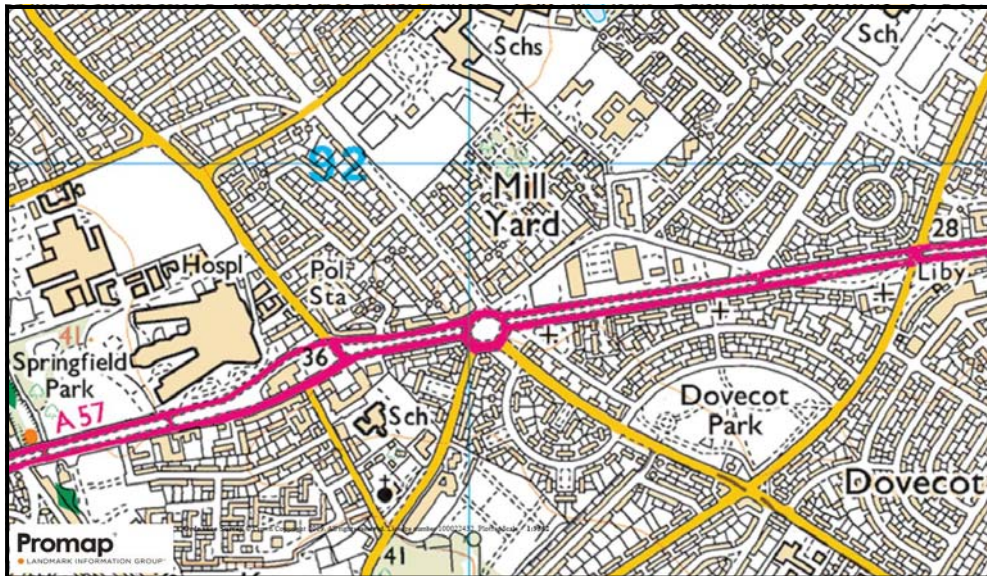 Schs
Sch
92
Mill
Yard
28
Hospl
Pol
Sta
Liby
41
36
Springfield
Park
A 57
Dovecot
Park
Sch
Dovecot
Promap
LANDMARK INFORMATION GROUP
41